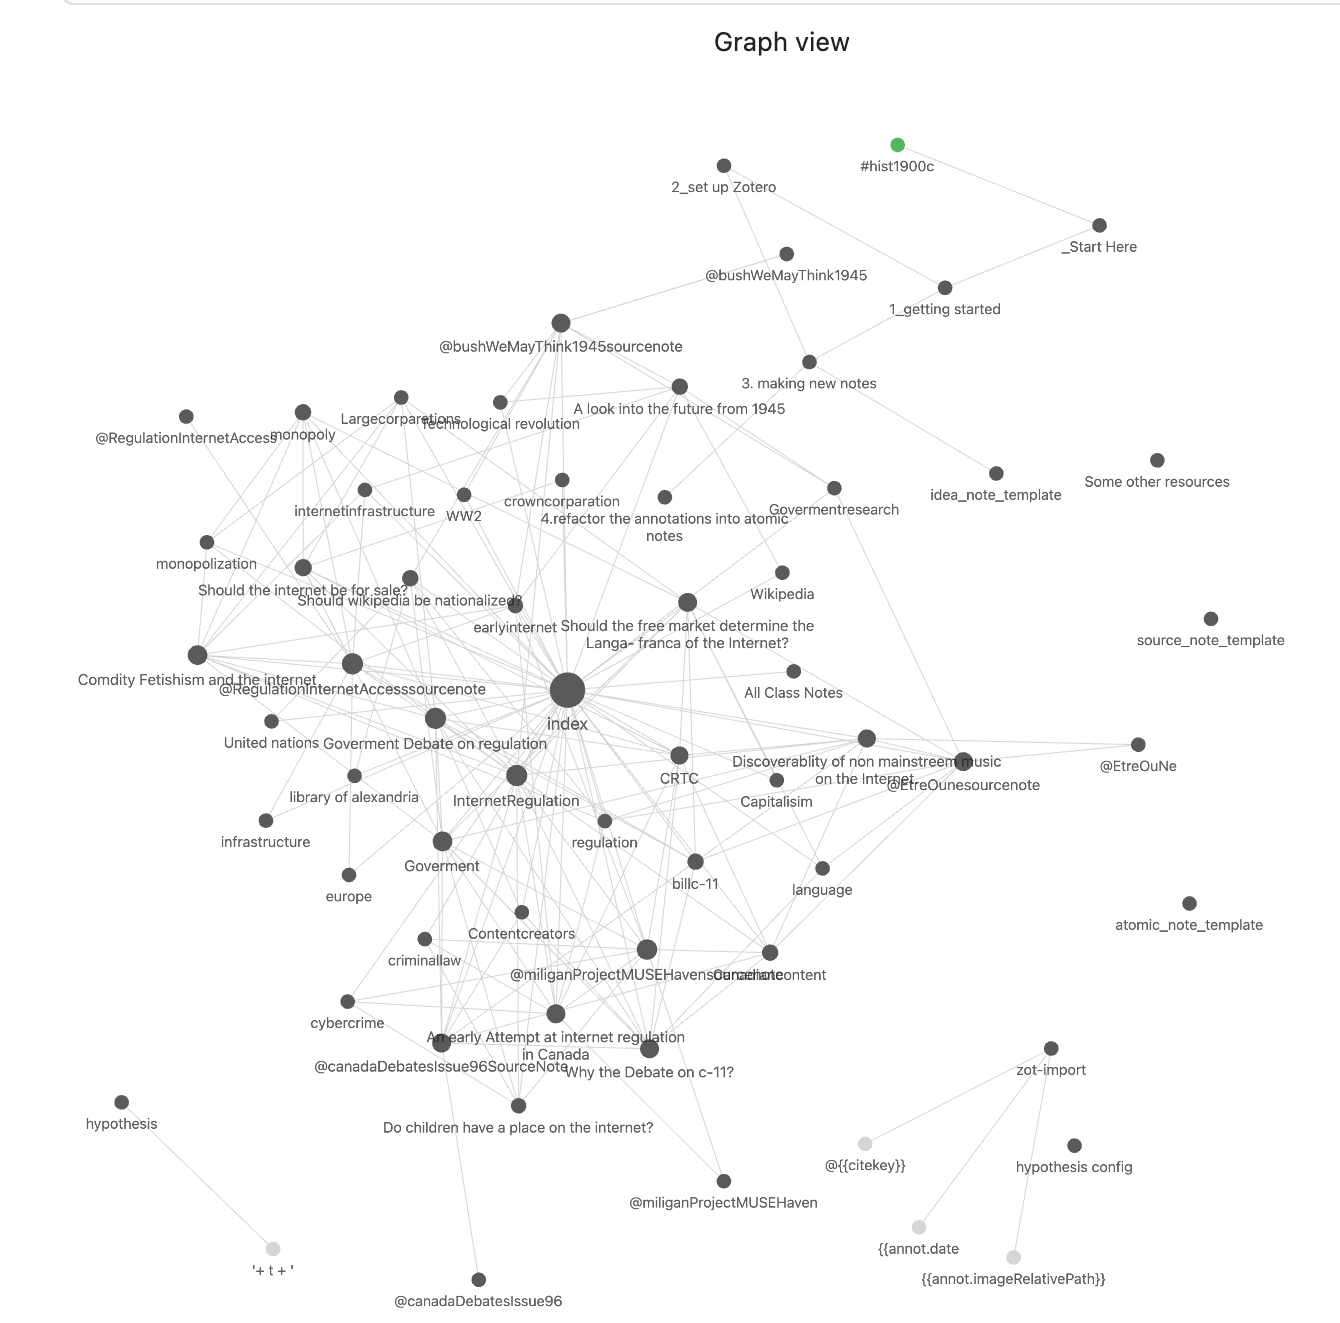 Graph view
#hist1900c
2_set up Zotero
_Start Here
@bushWeMayThink1945
1_getting started
@bushWeMayThink1945sourcenote
3. making new notes
A look into the future from 1945
Largecorparations
Technological revolution
@RegulationInternetAccess
monopoly
Some other resources
idea_note_template
crowncorparation
internetinfrastructure
WW2
Govermentresearch
4.refactor the annotations into atomic
notes
monopolization
Should the internet be for sale?
Should wikipedia be nationalized?
Wikipedia
earlyinternet
Should the free market determine the
Langa- franca of the Internet?
source_note_template
Comdity Fetishism and the internet
@RegulationInternetAccesssourcenote
All Class Notes
index
United nations
Goverment Debate on regulation
Discoverablity of non mainstreem music
on the Internet
@EtreOuNe
CRTC
@EtreOunesourcenote
library of alexandria
InternetRegulation
Capitalisim
infrastructure
regulation
Goverment
billc-11
language
europe
atomic_note_template
Contentcreators
criminallaw
@miliganProjectMUSEHavensourcenote
cybercrime
An early Attempt at internet regulation
in Canada
@canadaDebatesIssue96SourceNote
Why the Debate on c-11?
zot-import
hypothesis
Do children have a place on the internet?
@{{citekey}}
hypothesis config
@miliganProjectMUSEHaven
{{annot.date
'+ t + '
{{annot.imageRelativePath}}
@canadaDebatesIssue96